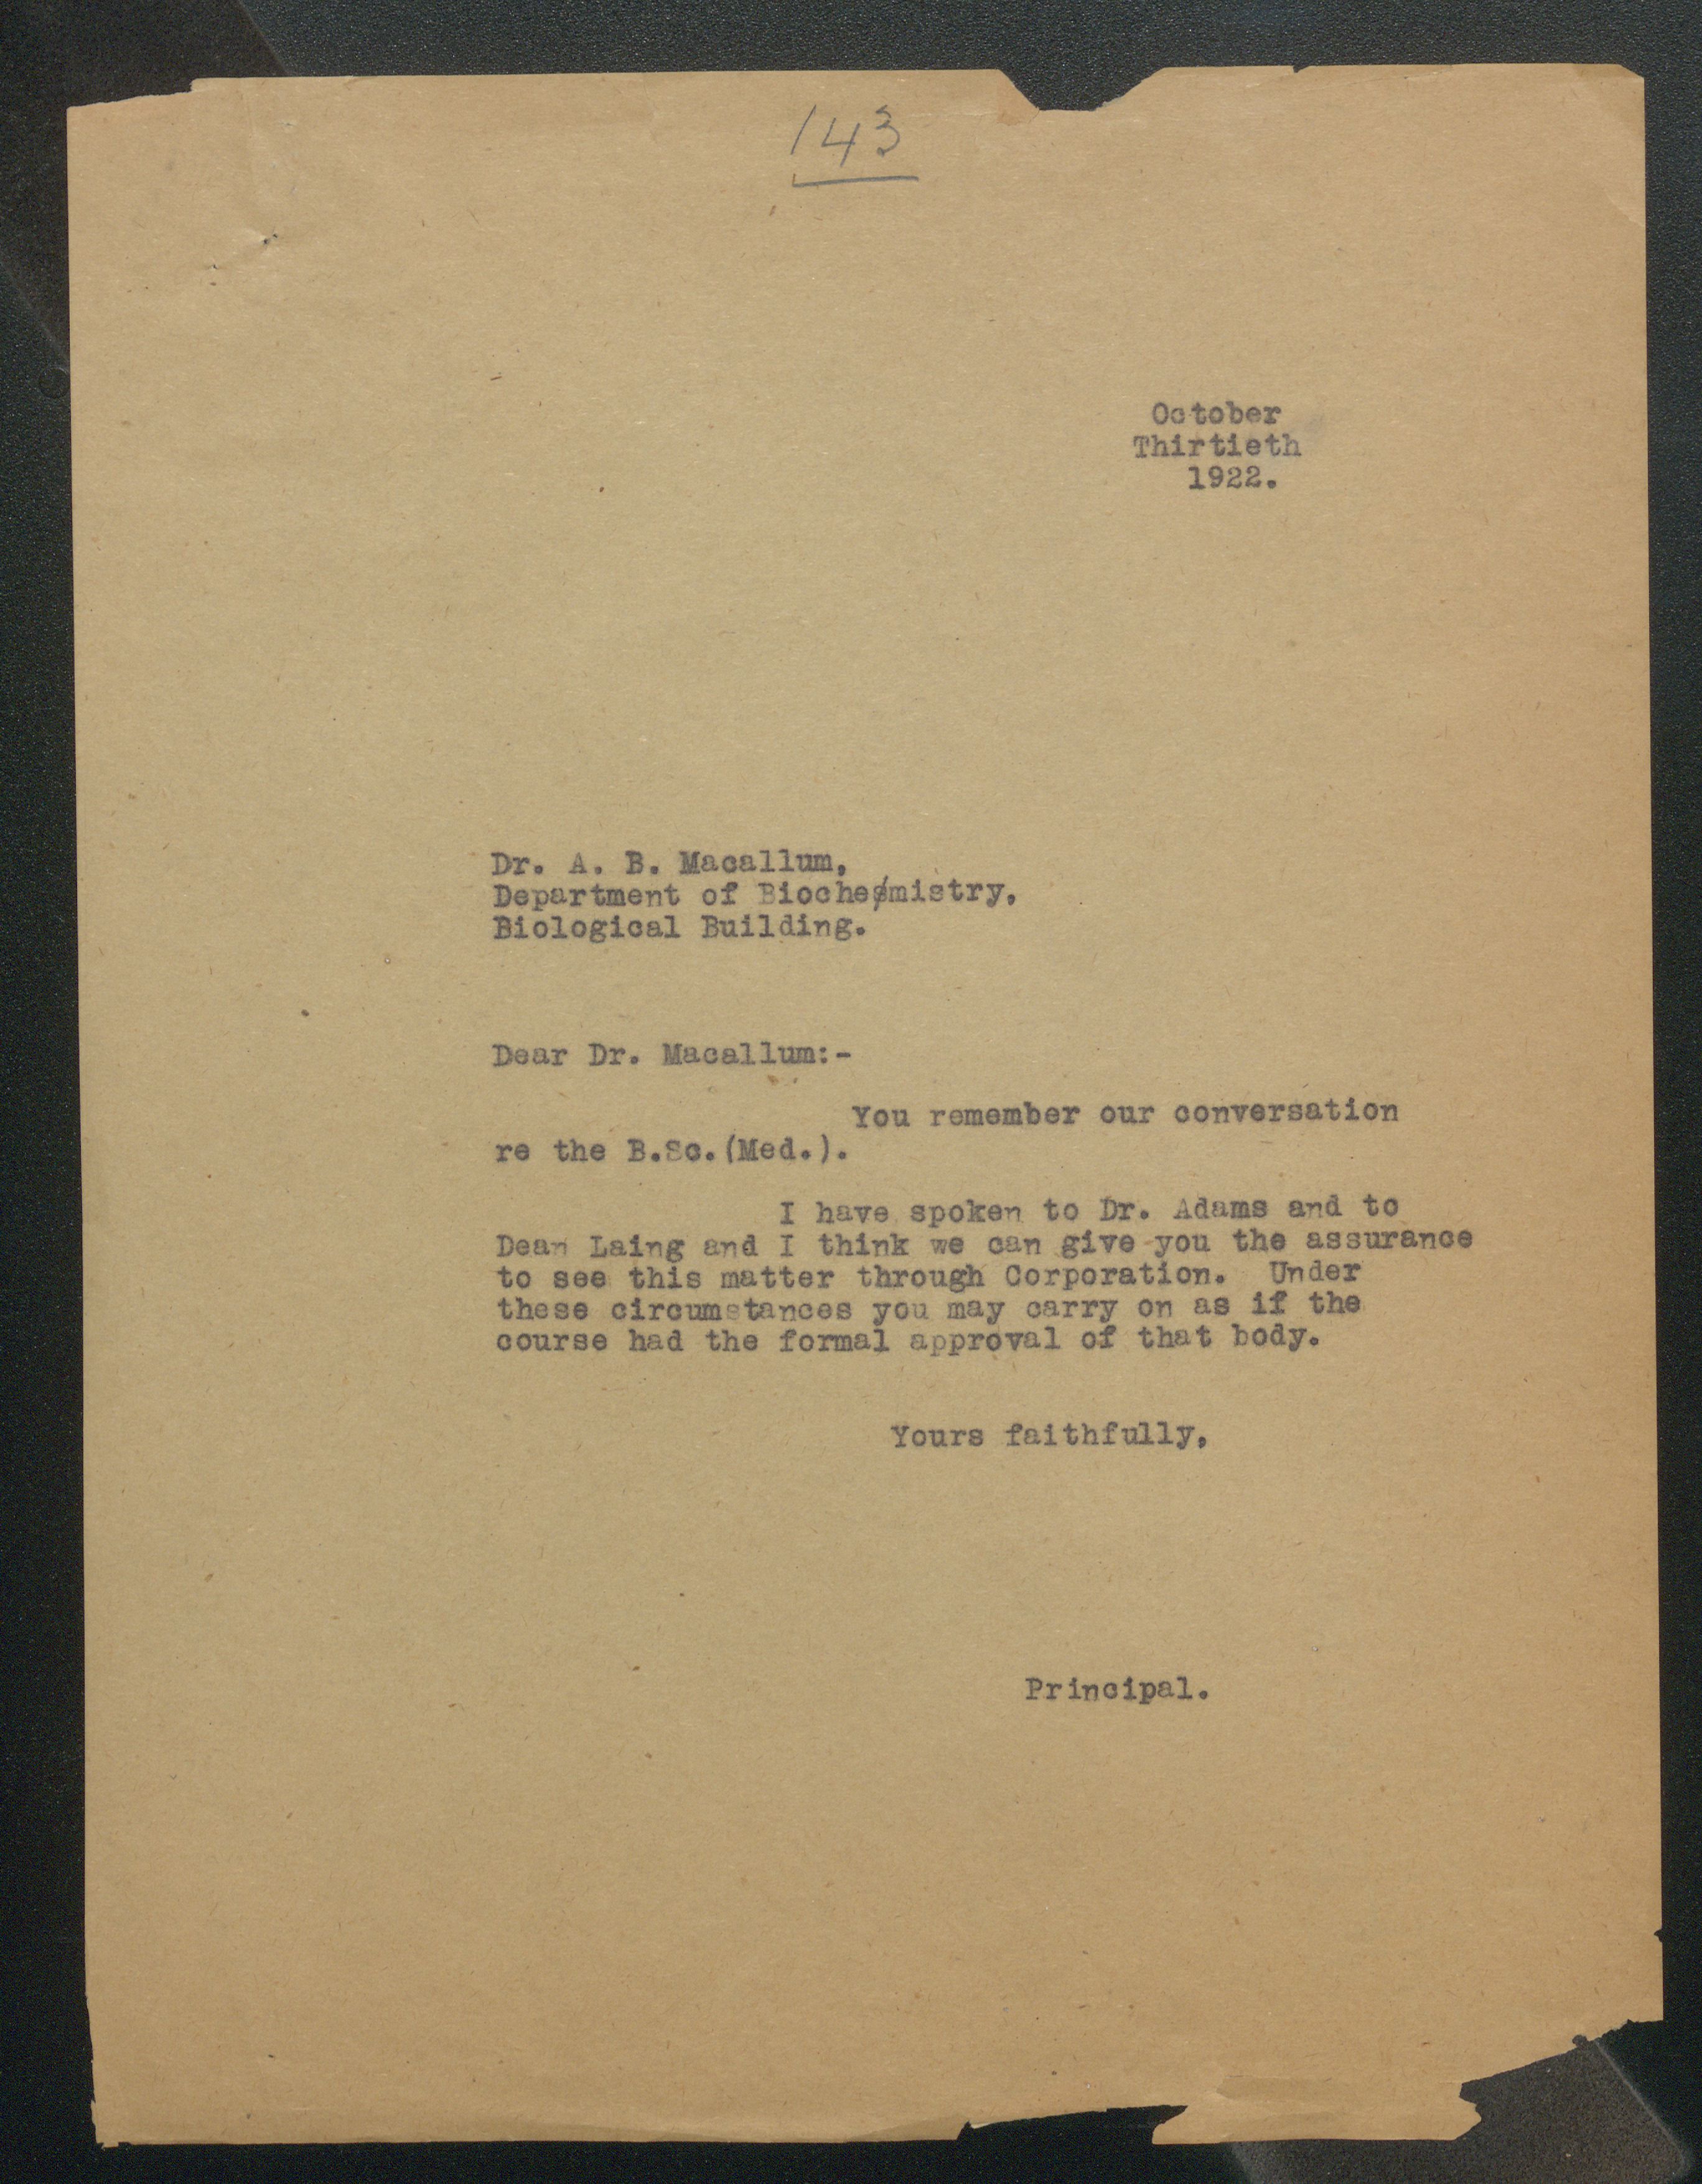 143
October
Thirtieth
1922.
Dr. A. B. Macallum,
Department of Biochemistry,
Biological Building.
Dear Dr. Macallum:-
You remember our conversation
re the B.Sc.(Med.).
I have spoken to Dr. Adams and to
Dean Laing and I think we can give you the assurance
to see this matter through Corporation. Under
these circumstances you may carry on as if the
course had the formal approval of that body.
Yours faithfully,
Principal.